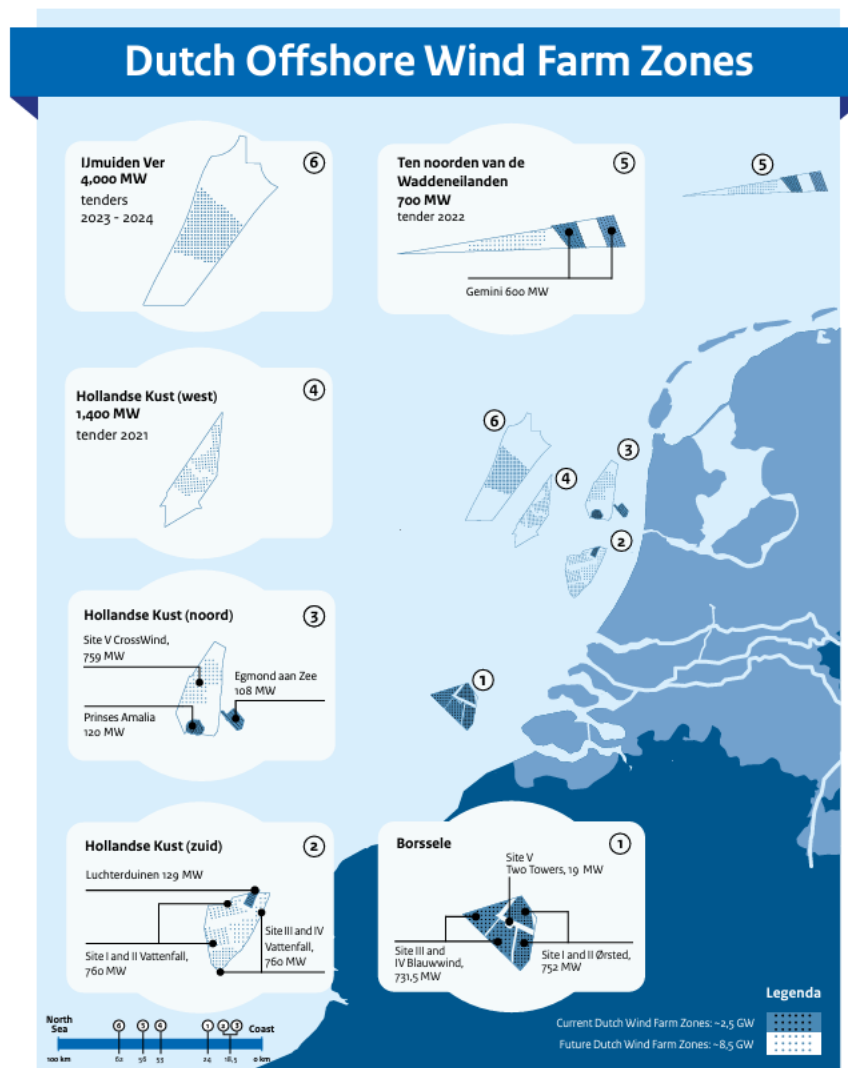 Dutch Offshore Wind Farm Zones
IJmuiden Ver
4,000 MW
tenders
2023 - 2024
6
Ten noorden van de
Waddeneilanden
700 MW
tender 2022
5
Gemini 600 MW
5
Hollandse Kust (west)
1,400 MW
tender 2021
4
6
4
3
2
1
Hollandse Kust (noord)
3
Site V CrossWind,
759 MW
Egmond aan Zee
108 MW
Prinses Amalia
120 MW
Hollandse Kust (zuid)
2
Luchterduinen 129 MW
Site III and IV
Vattenfall,
760 MW
Site I and II Vattenfall,
760 MW
Borssele
1
Site V
Two Towers, 19 MW
Site III and
IV Blauwwind,
731,5 MW
Site I and II Ørsted,
752 MW
Legenda
Current Dutch Wind Farm Zones: ~2,5 GW
Future Dutch Wind Farm Zones: ~8,5 GW
North
Sea
6 5 4 1 2 3
Coast
100 km 62 56 53 24 18,5 0 km